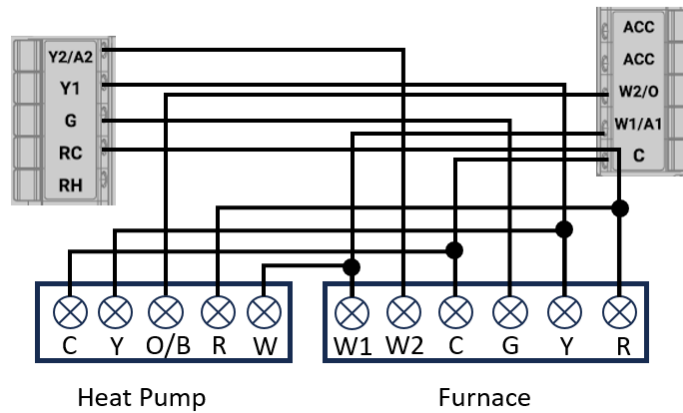 Y2/A2
Y1
G
RC
RH
ACC
ACC
W2/O
W1/A1
C
C Y O/B R W
W1 W2 C G Y R
Heat Pump
Furnace